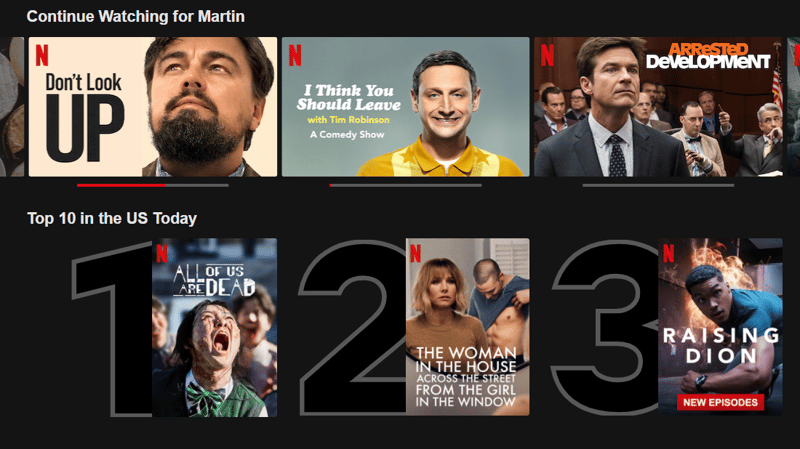 Continue Watching for Martin
N
Don't Look
UP
N
I Think You
Should Leave
with Tim Robinson
A Comedy Show
N
ARReSTeD
DeVeLOPMeNT
Top 10 in the US Today
1
N
ALL OF US
ARE DEAD
2
N
THE WOMAN
IN THE HOUSE
ACROSS THE STREET
FROM THE GIRL
IN THE WINDOW
3
N
RAISING
DION
NEW EPISODES